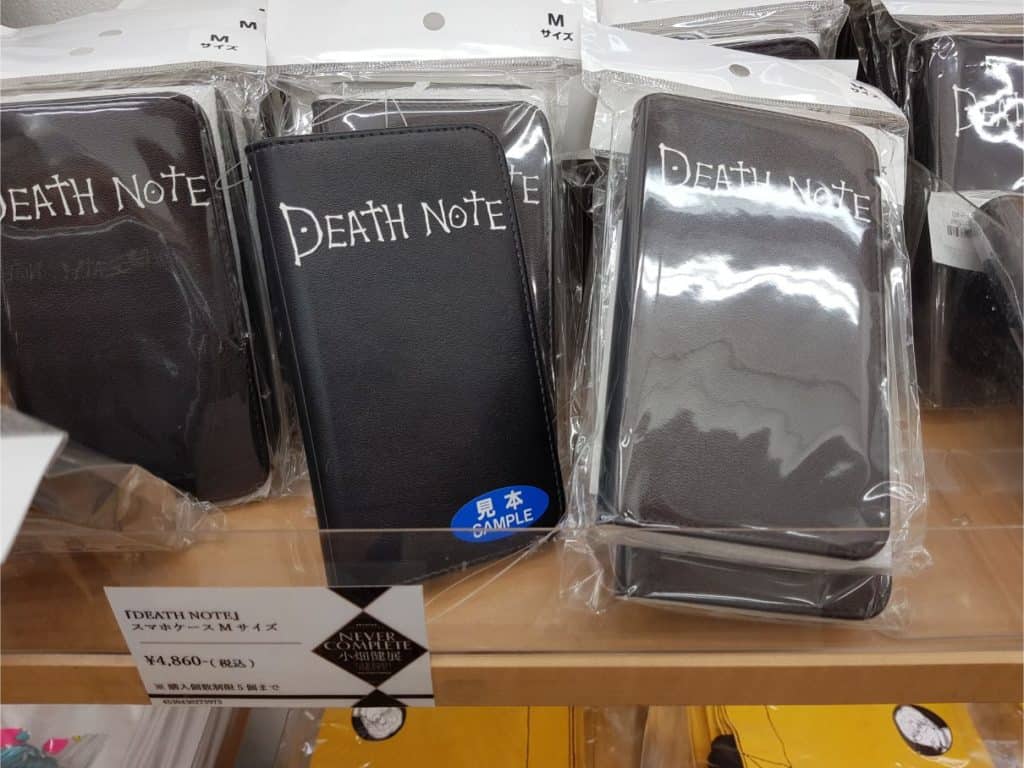 M
サイズ
M
サイズ
M
DEATH NOTE
DEATH NOTE
DEATH NOTE
DEATH
見本
SAMPLE
『DEATH NOTE』
スマホケース M サイズ
¥4,860-(税込)
※ 購入個数制限 5 個まで
4530430273973
NEVER
COMPLETE
小畑健展